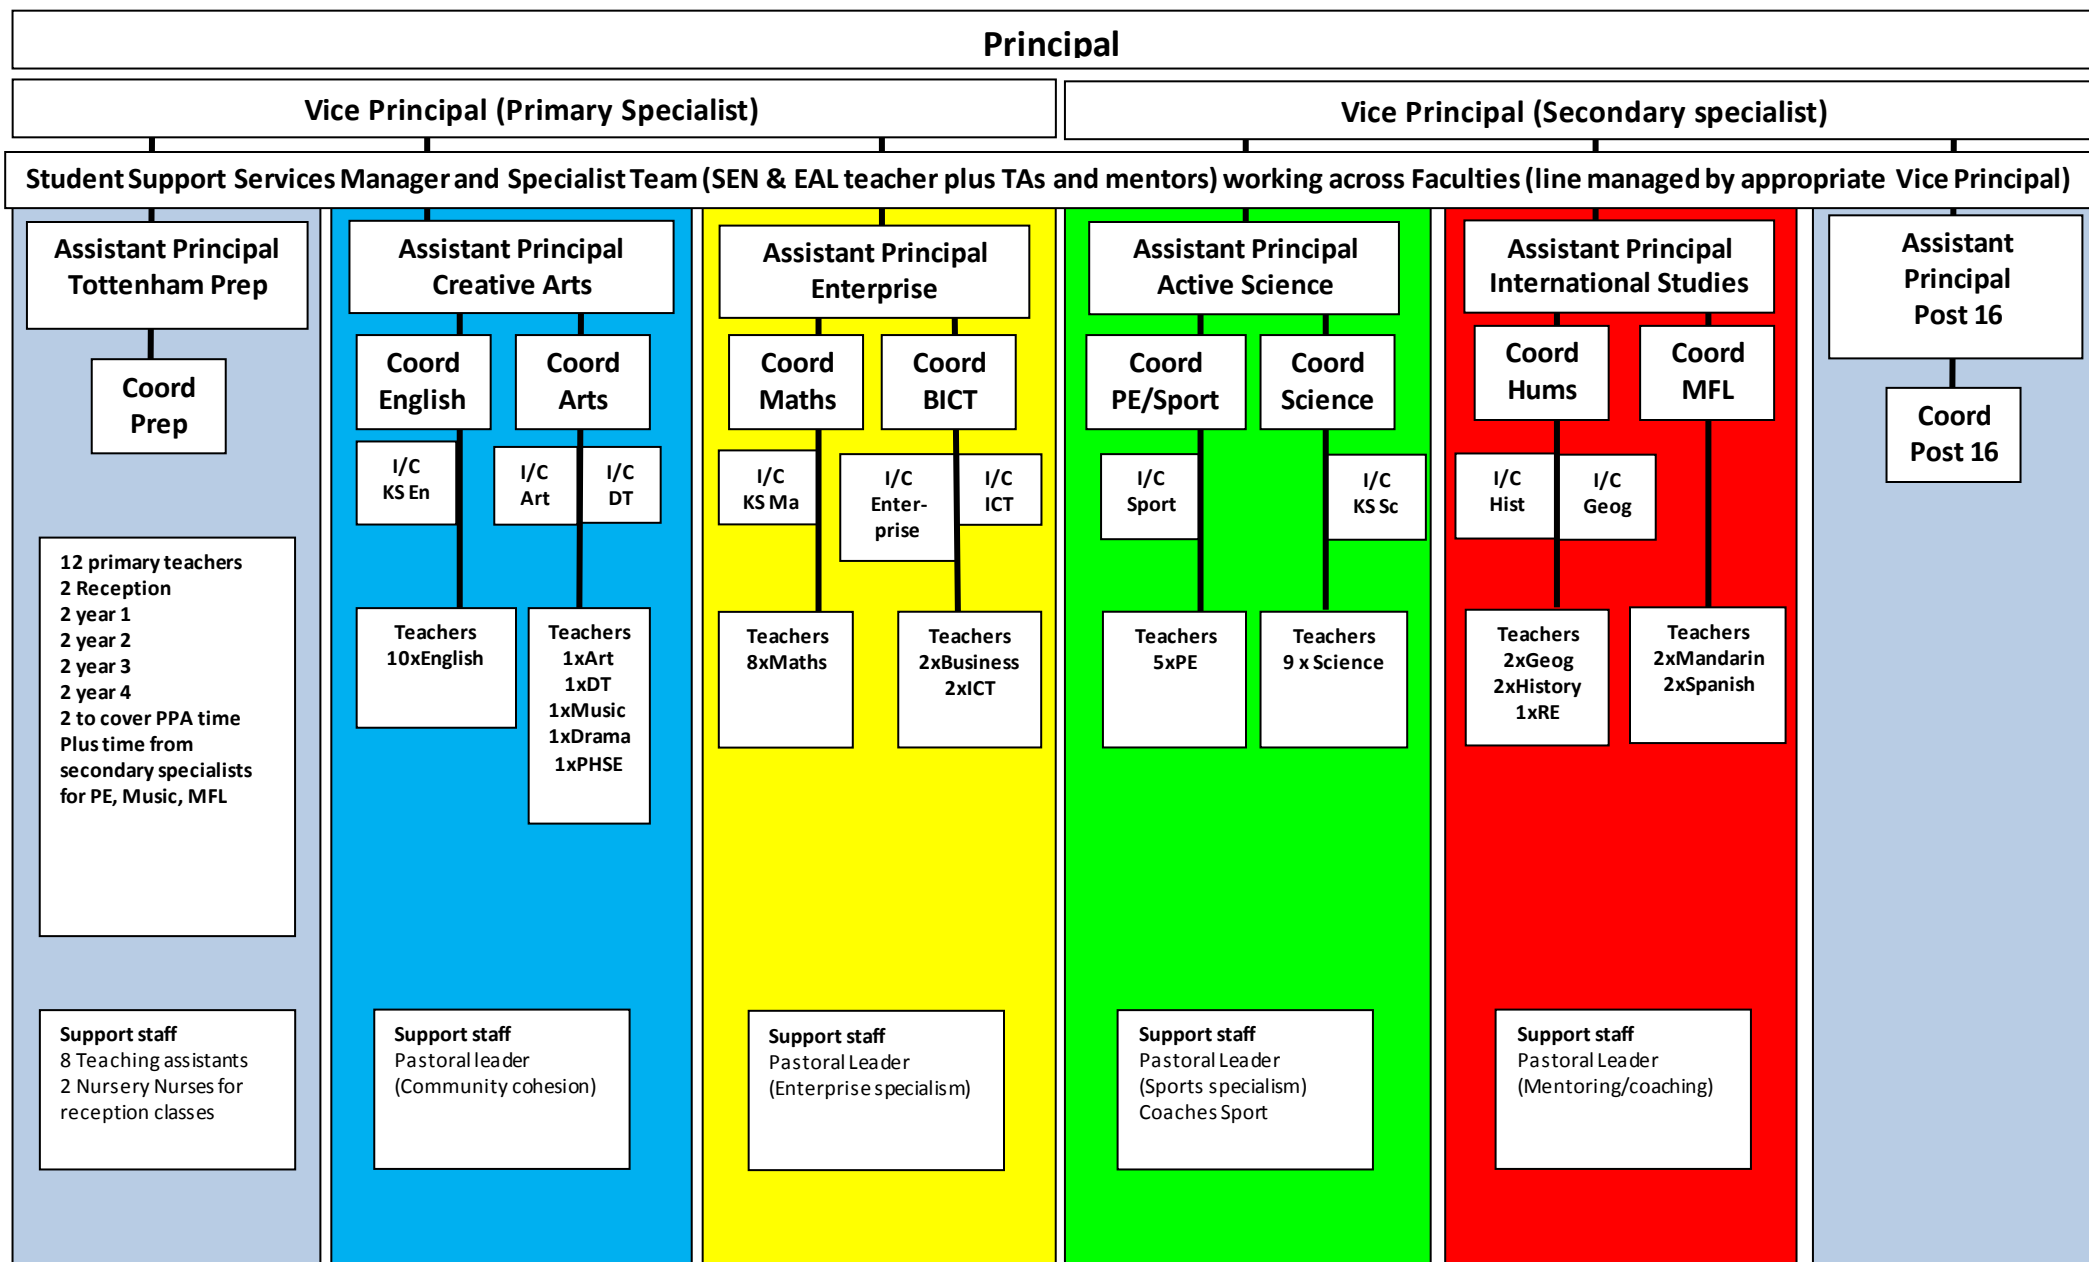 Principal
Vice Principal (Primary Specialist)
Vice Principal (Secondary specialist)
Student Support Services Manager and Specialist Team (SEN & EAL teacher plus TAs and mentors) working across Faculties (line managed by appropriate Vice Principal)
Assistant Principal
Tottenham Prep
Coord
Prep
12 primary teachers
2 Reception
2 year 1
2 year 2
2 year 3
2 year 4
2 to cover PPA time
Plus time from
secondary specialists
for PE, Music, MFL
Support staff
8 Teaching assistants
2 Nursery Nurses for
reception classes
Assistant Principal
Creative Arts
Coord
English
Coord
Arts
I/C
KS En
I/C
Art
I/C
DT
Teachers
10xEnglish
Teachers
1xArt
1xDT
1xMusic
1xDrama
1xPHSE
Support staff
Pastoral leader
(Community cohesion)
Assistant Principal
Enterprise
Coord
Maths
Coord
BICT
I/C
KS Ma
I/C
Enter-
prise
I/C
ICT
Teachers
8xMaths
Teachers
2xBusiness
2xICT
Support staff
Pastoral Leader
(Enterprise specialism)
Assistant Principal
Active Science
Coord
PE/Sport
Coord
Science
I/C
Sport
I/C
KS Sc
Teachers
5xPE
Teachers
9 x Science
Support staff
Pastoral Leader
(Sports specialism)
Coaches Sport
Assistant Principal
International Studies
Coord
Hums
Coord
MFL
I/C
Hist
I/C
Geog
Teachers
2xGeog
2xHistory
1xRE
Teachers
2xMandarin
2xSpanish
Support staff
Pastoral Leader
(Mentoring/coaching)
Assistant
Principal
Post 16
Coord
Post 16